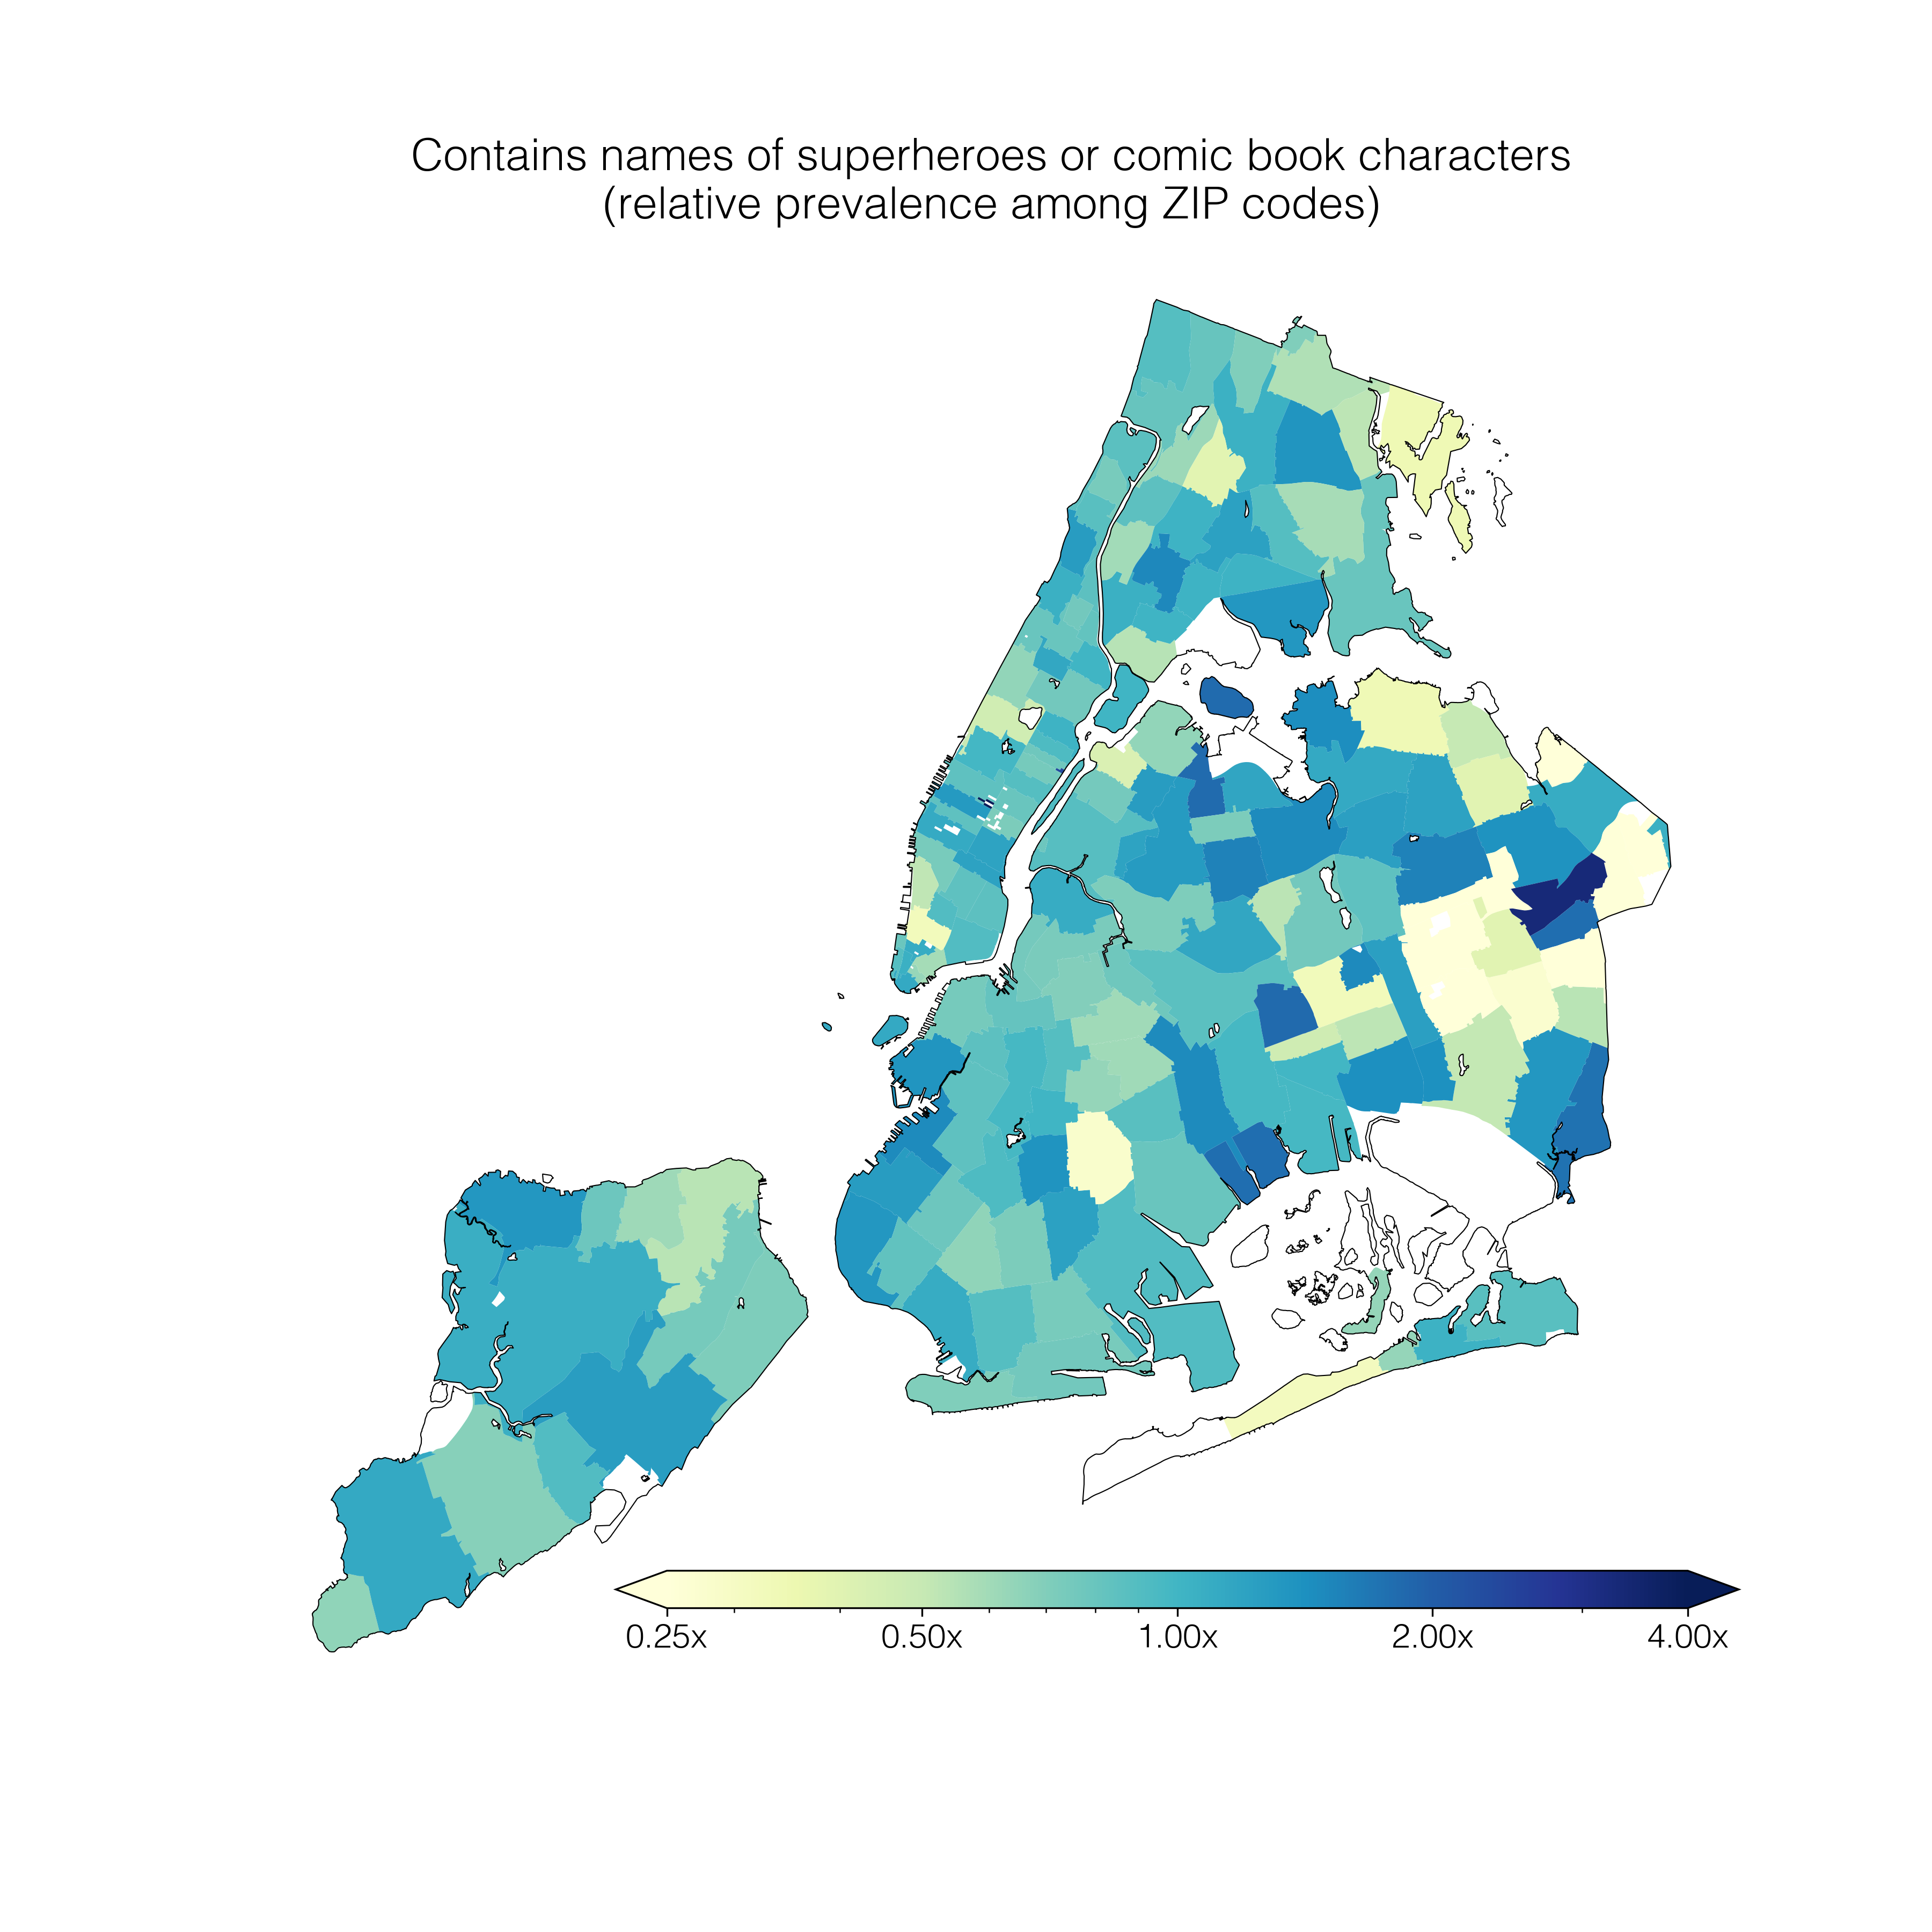 Contains names of superheroes or comic book characters
(relative prevalence among ZIP codes)
0.25x 0.50x 1.00x 2.00x 4.00x